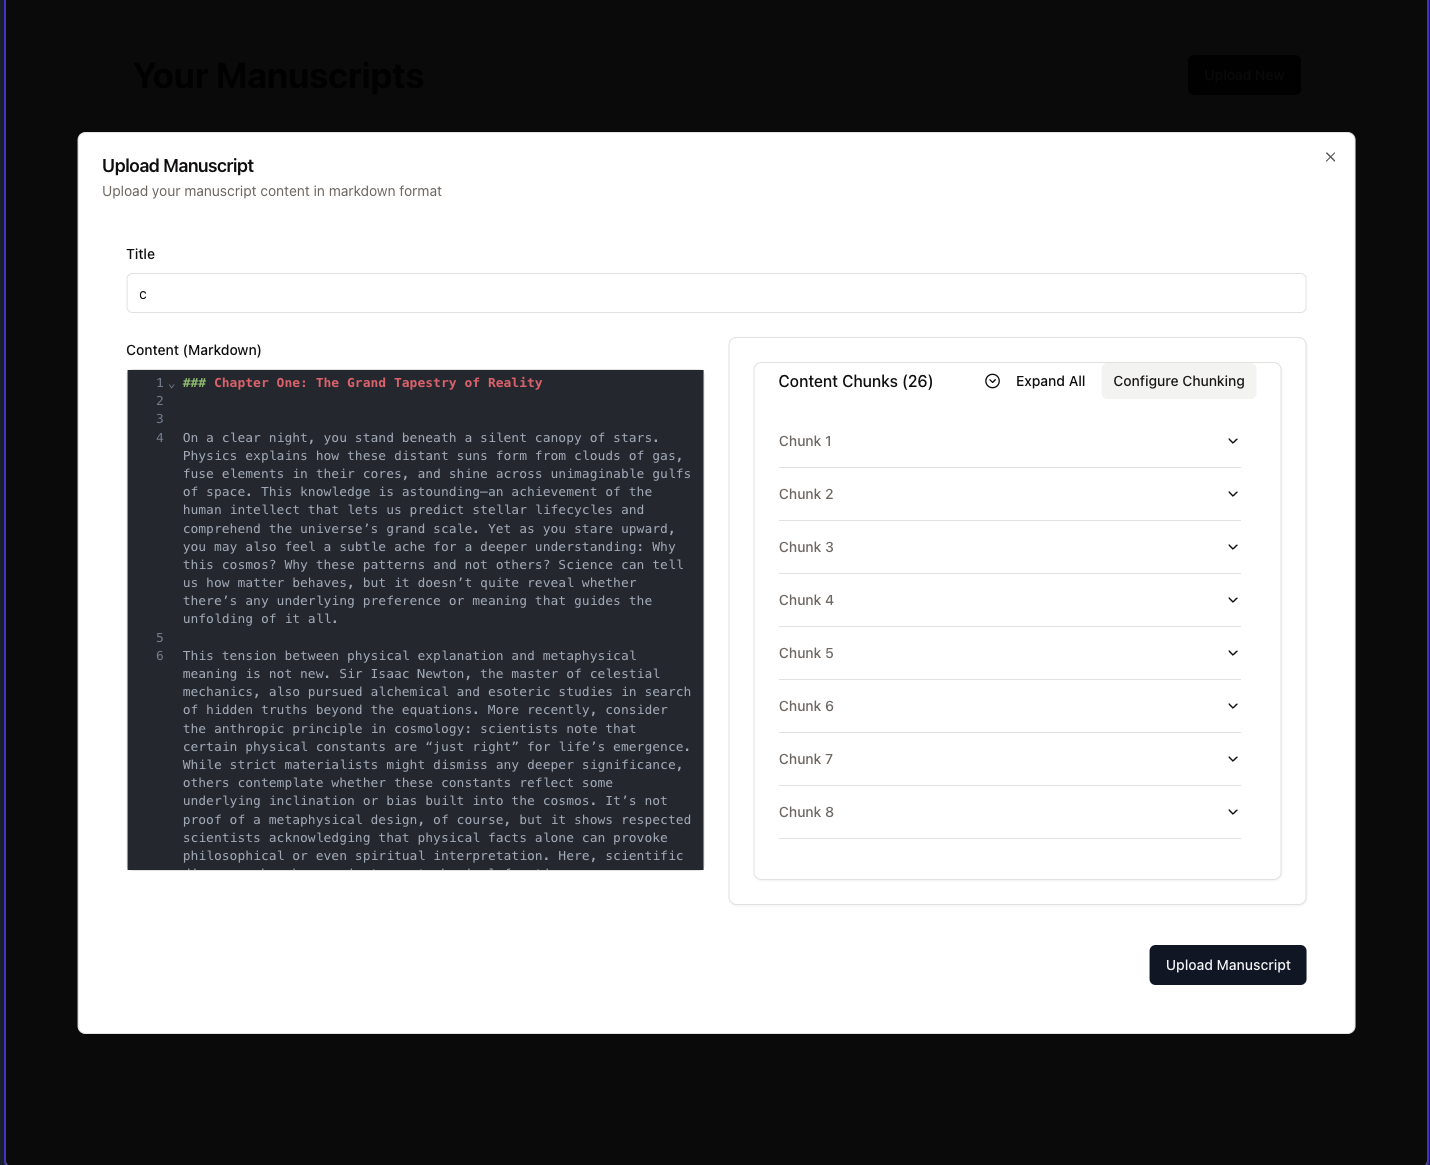 Your Manuscripts
Upload New
Upload Manuscript
Upload your manuscript content in markdown format
Title
c
Content (Markdown)
1 ### Chapter One: The Grand Tapestry of Reality
2
3
4 On a clear night, you stand beneath a silent canopy of stars.
Physics explains how these distant suns form from clouds of gas,
fuse elements in their cores, and shine across unimaginable gulfs
of space. This knowledge is astounding—an achievement of the
human intellect that lets us predict stellar lifecycles and
comprehend the universe’s grand scale. Yet as you stare upward,
you may also feel a subtle ache for a deeper understanding: Why
this cosmos? Why these patterns and not others? Science can tell
us how matter behaves, but it doesn’t quite reveal whether
there’s any underlying preference or meaning that guides the
unfolding of it all.
5
6 This tension between physical explanation and metaphysical
meaning is not new. Sir Isaac Newton, the master of celestial
mechanics, also pursued alchemical and esoteric studies in search
of hidden truths beyond the equations. More recently, consider
the anthropic principle in cosmology: scientists note that
certain physical constants are “just right” for life’s emergence.
While strict materialists might dismiss any deeper significance,
others contemplate whether these constants reflect some
underlying inclination or bias built into the cosmos. It’s not
proof of a metaphysical design, of course, but it shows respected
scientists acknowledging that physical facts alone can provoke
philosophical or even spiritual interpretation. Here, scientific
Content Chunks (26)
Expand All
Configure Chunking
Chunk 1
Chunk 2
Chunk 3
Chunk 4
Chunk 5
Chunk 6
Chunk 7
Chunk 8
Upload Manuscript